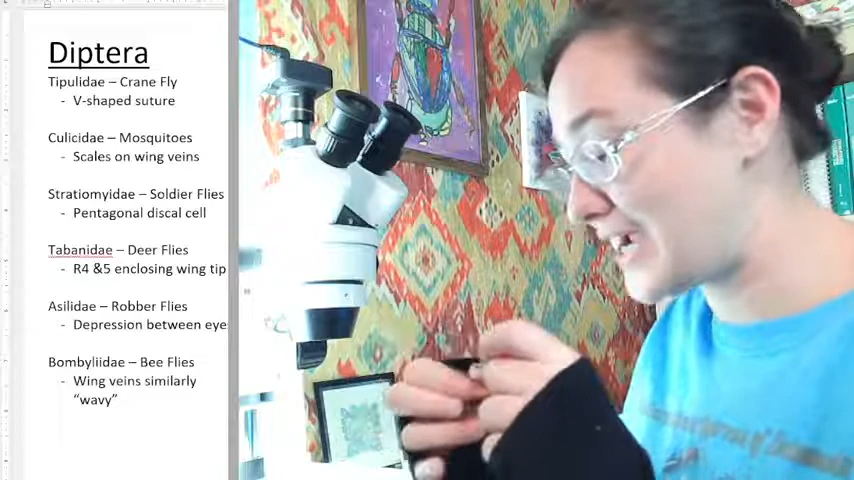 Diptera
Tipulidae – Crane Fly
- V-shaped suture
Culicidae – Mosquitoes
- Scales on wing veins
Stratiomyidae – Soldier Flies
- Pentagonal discal cell
Tabanidae – Deer Flies
- R4 &5 enclosing wing tip
Asilidae – Robber Flies
- Depression between eye
Bombyliidae – Bee Flies
- Wing veins similarly
"wavy"